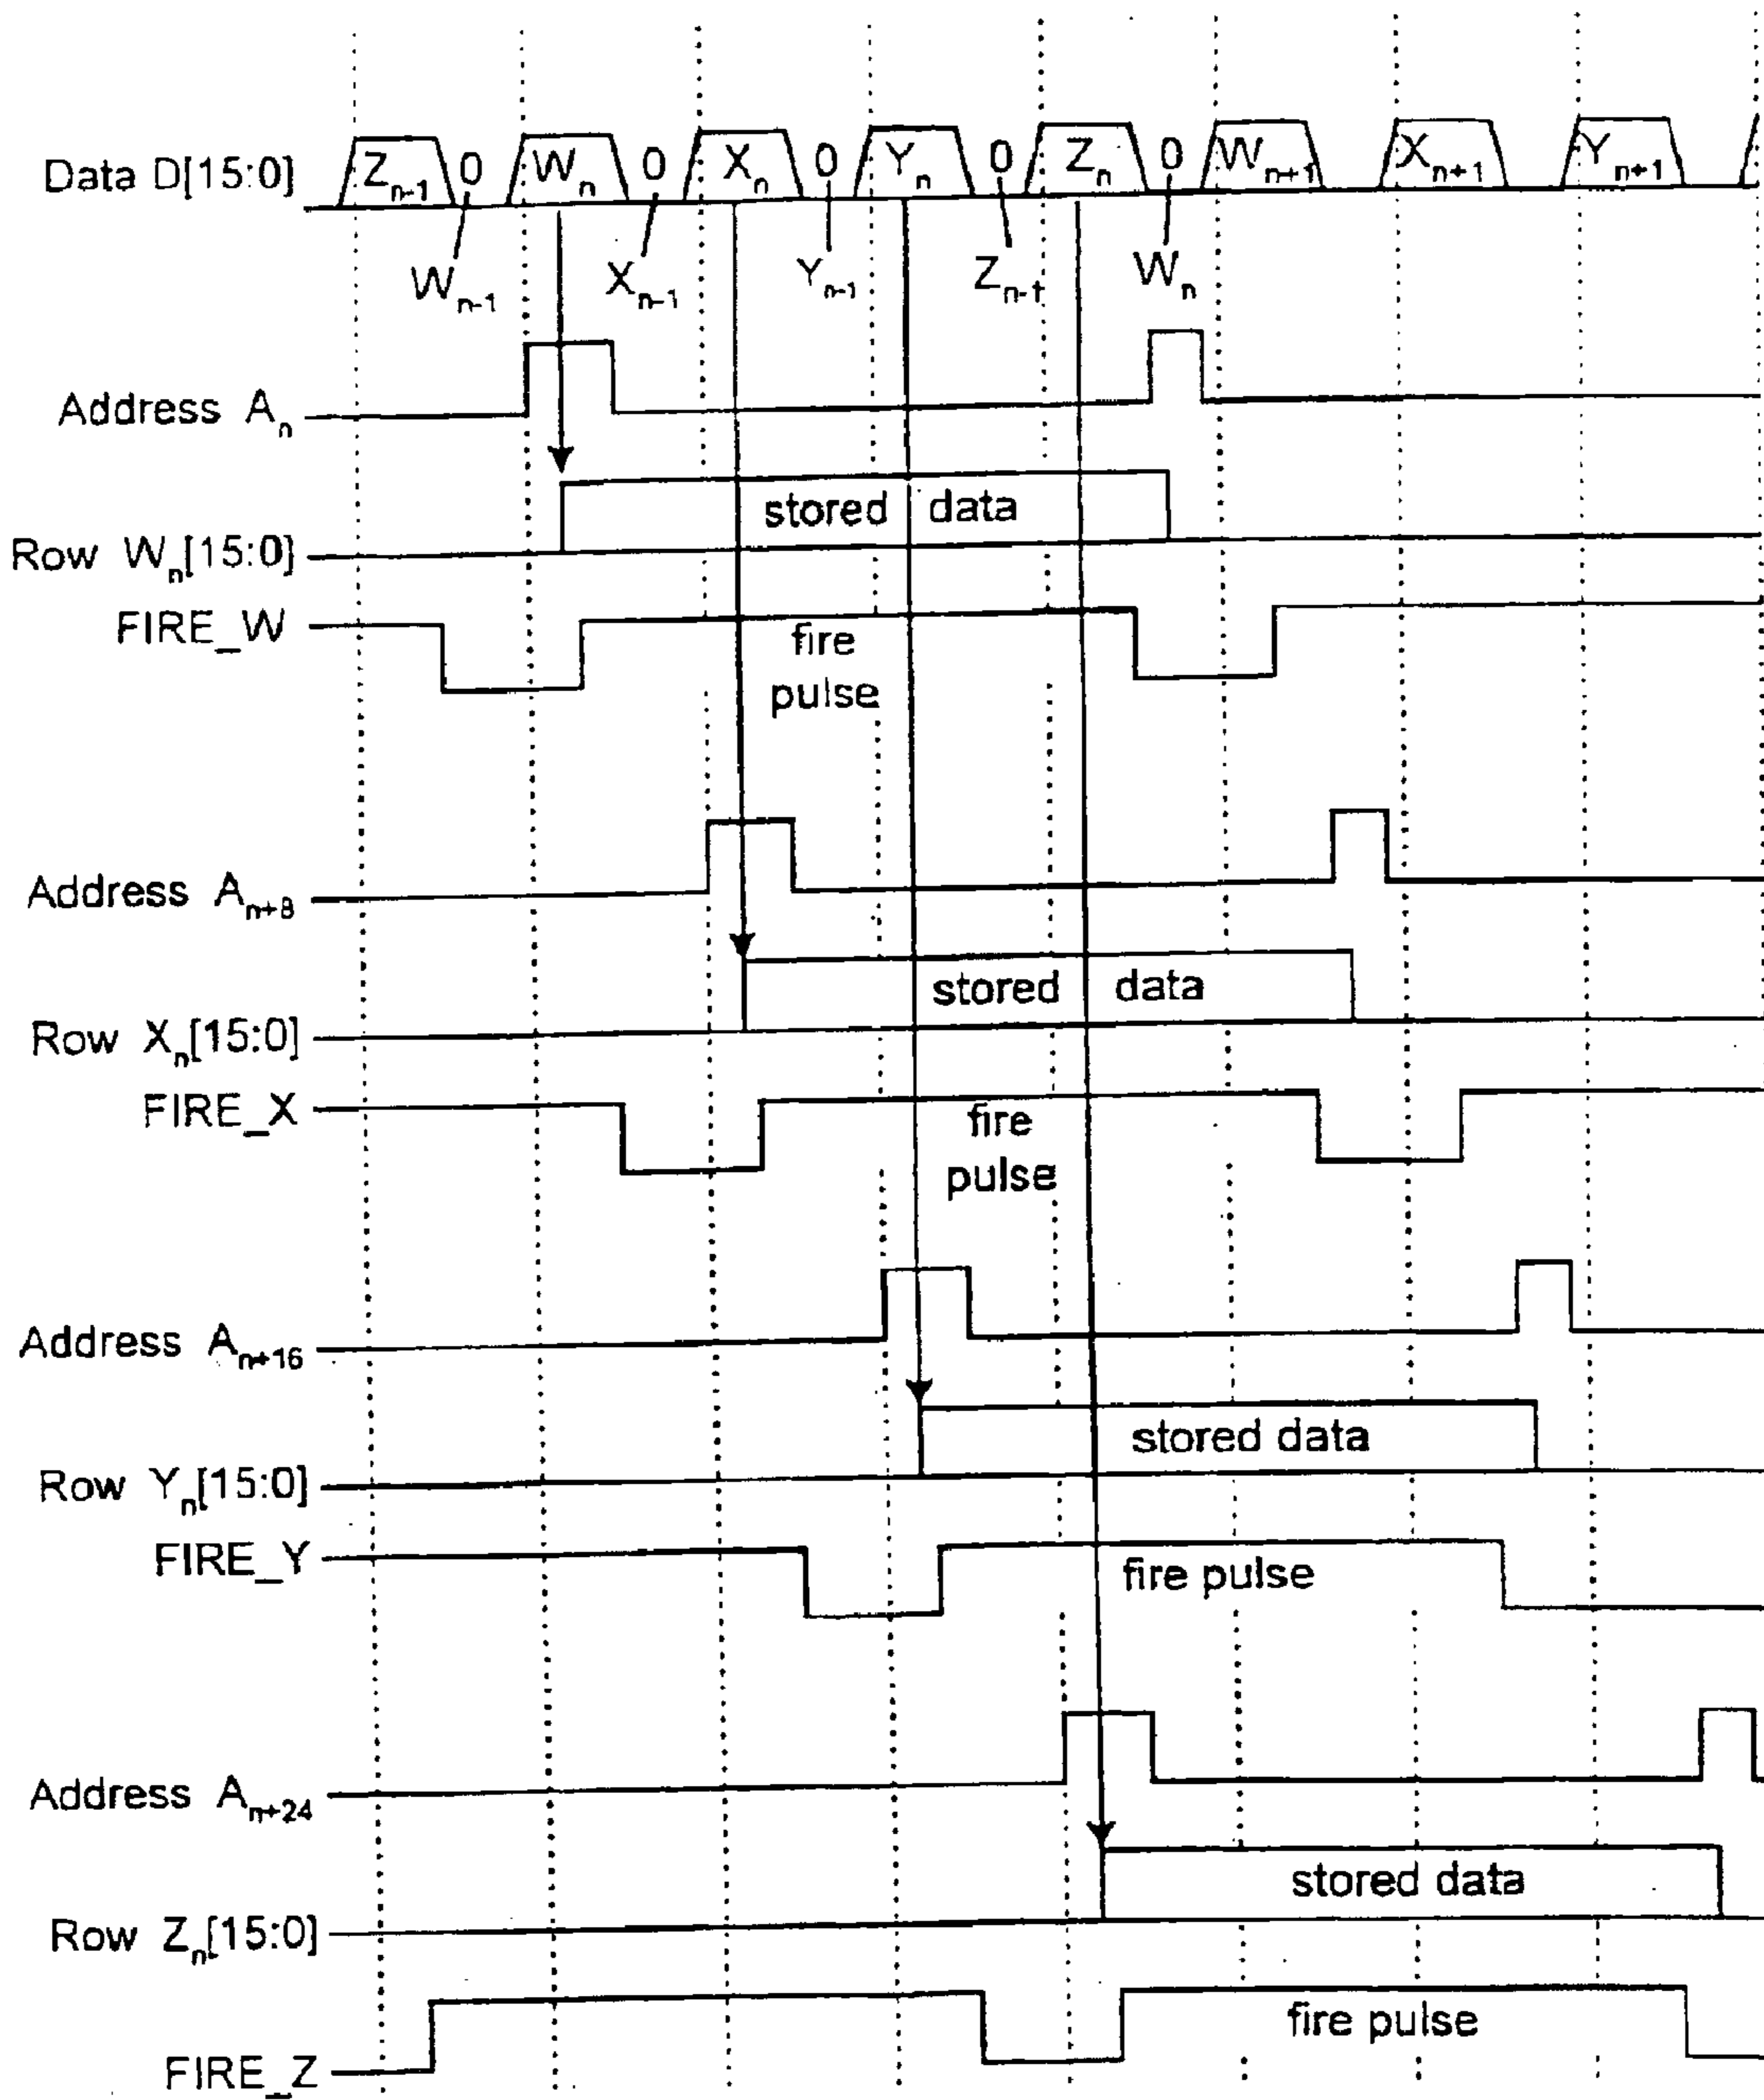 Data D[15:0] Zₙ₋₁ 0 Wₙ 0 Xₙ 0 Yₙ 0 Zₙ 0 Wₙ₊₁ Xₙ₊₁ Yₙ₊₁
Wₙ₋₁ Xₙ₋₁ Yₙ₋₁ Zₙ₋₁ Wₙ
Address Aₙ
stored data
Row Wₙ[15:0]
FIRE_W
fire
pulse
Address Aₙ₊₈
stored data
Row Xₙ[15:0]
FIRE_X
fire
pulse
Address Aₙ₊₁₆
stored data
Row Yₙ[15:0]
FIRE_Y
fire pulse
Address Aₙ₊₂₄
stored data
Row Zₙ[15:0]
fire pulse
FIRE_Z